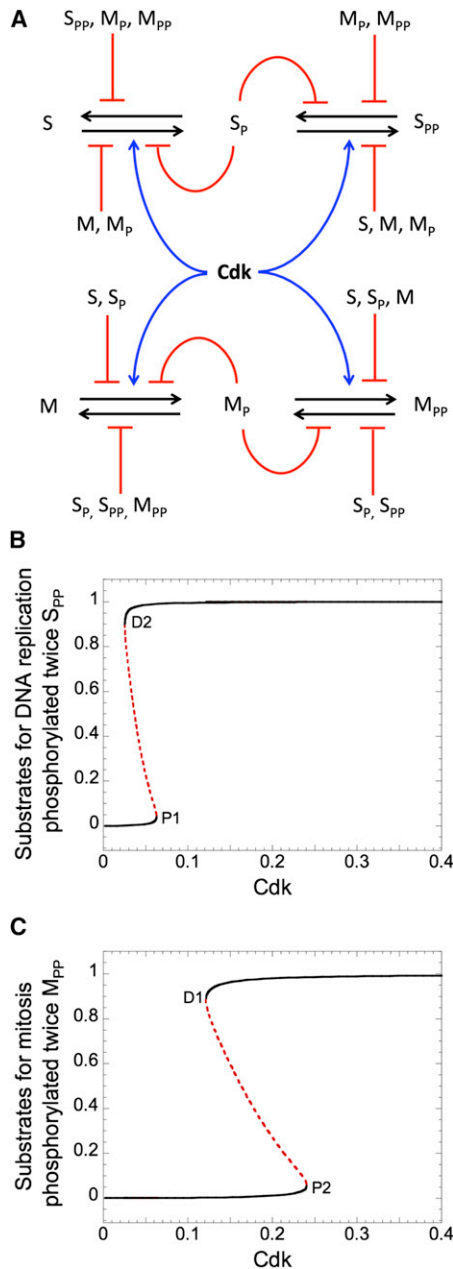 A
S_PP, M_P, M_PP
M_P, M_PP
S
S_P
S_PP
M, M_P
S, M, M_P
Cdk
S, S_P
S, S_P, M
M
M_P
M_PP
S_P, S_PP, M_PP
S_P, S_PP
B
Substrates for DNA replication
phosphorylated twice S_PP
1
0.8
0.6
0.4
0.2
0
D2
P1
0
0.1
0.2
0.3
0.4
Cdk
C
Substrates for mitosis
phosphorylated twice M_PP
1
0.8
0.6
0.4
0.2
0
D1
P2
0
0.1
0.2
0.3
0.4
Cdk